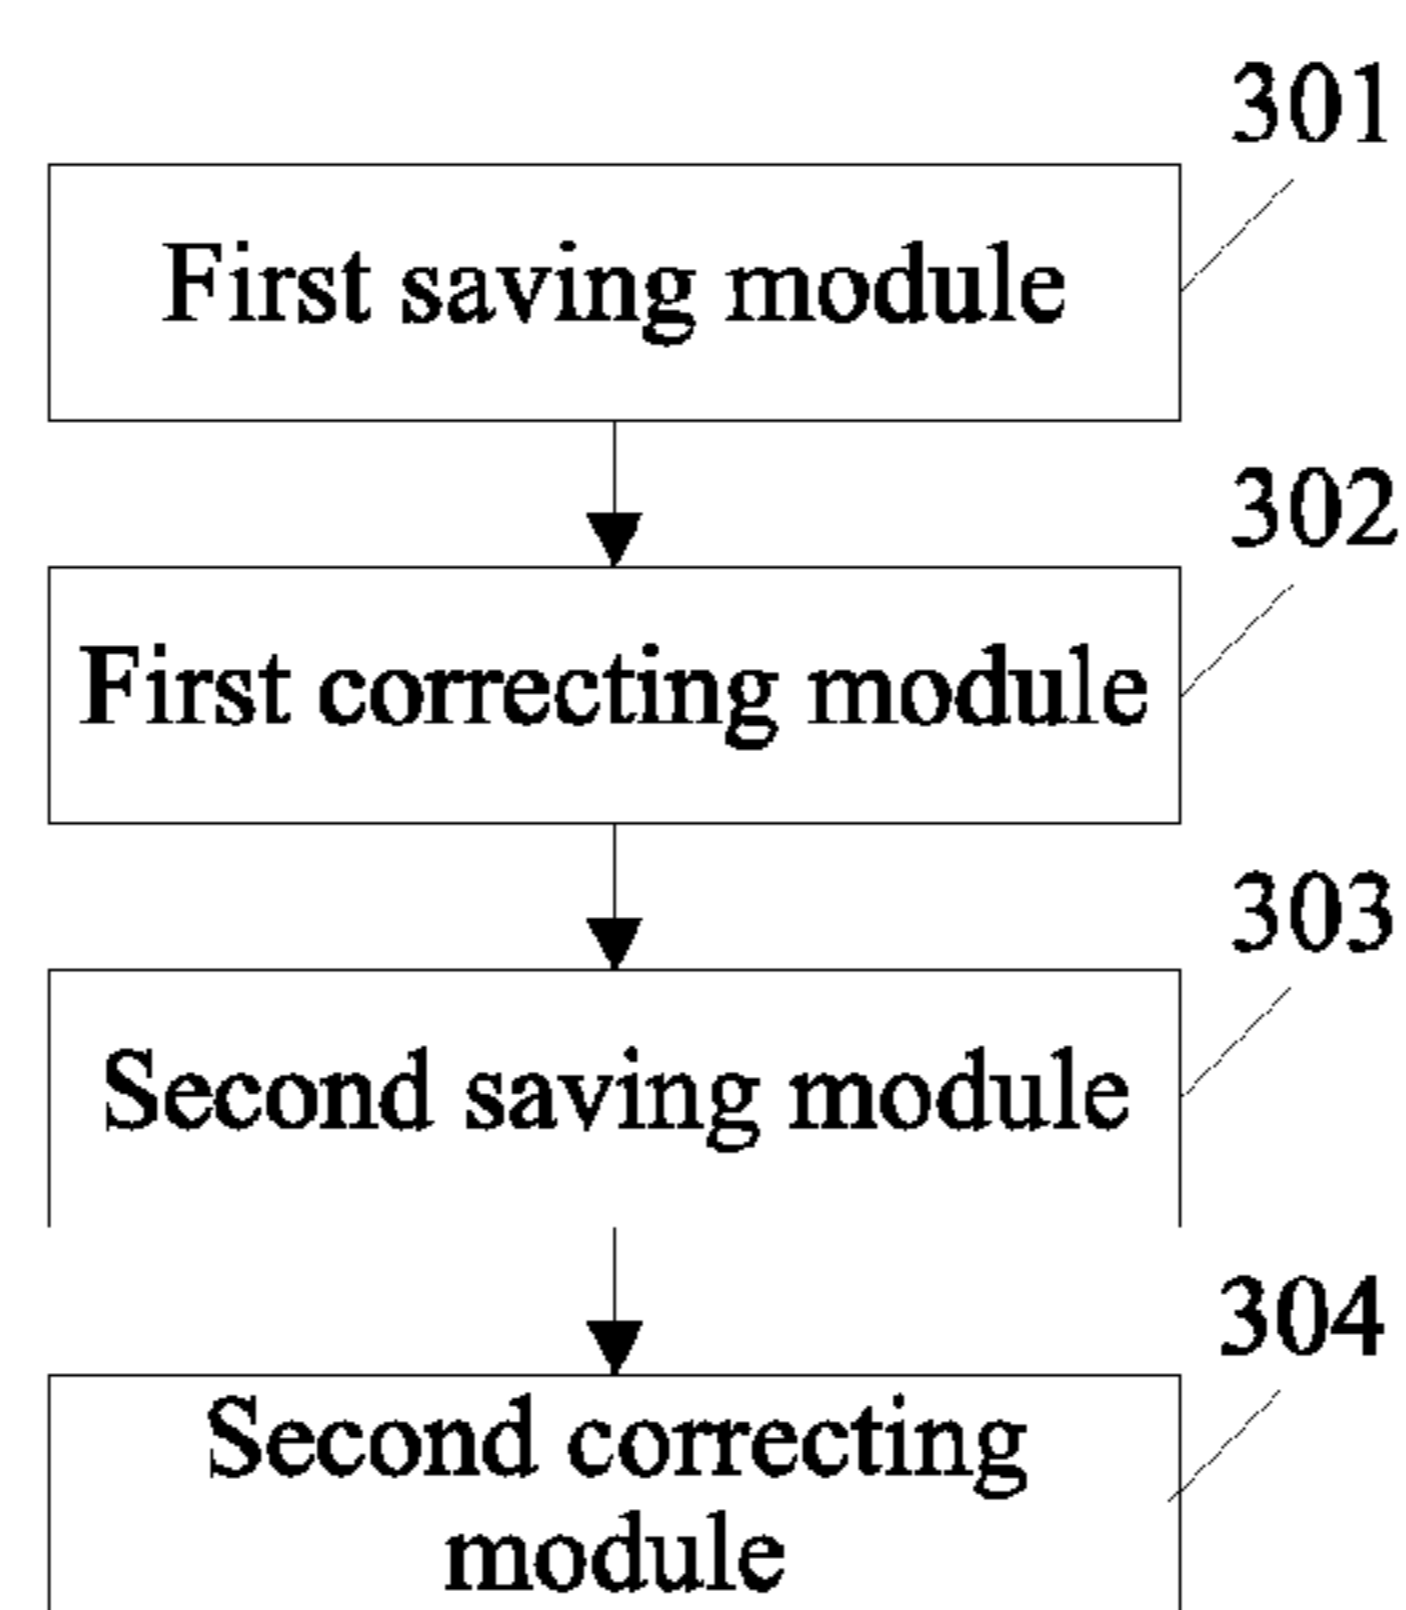 301
First saving module
302
First correcting module
303
Second saving module
304
Second correcting
module